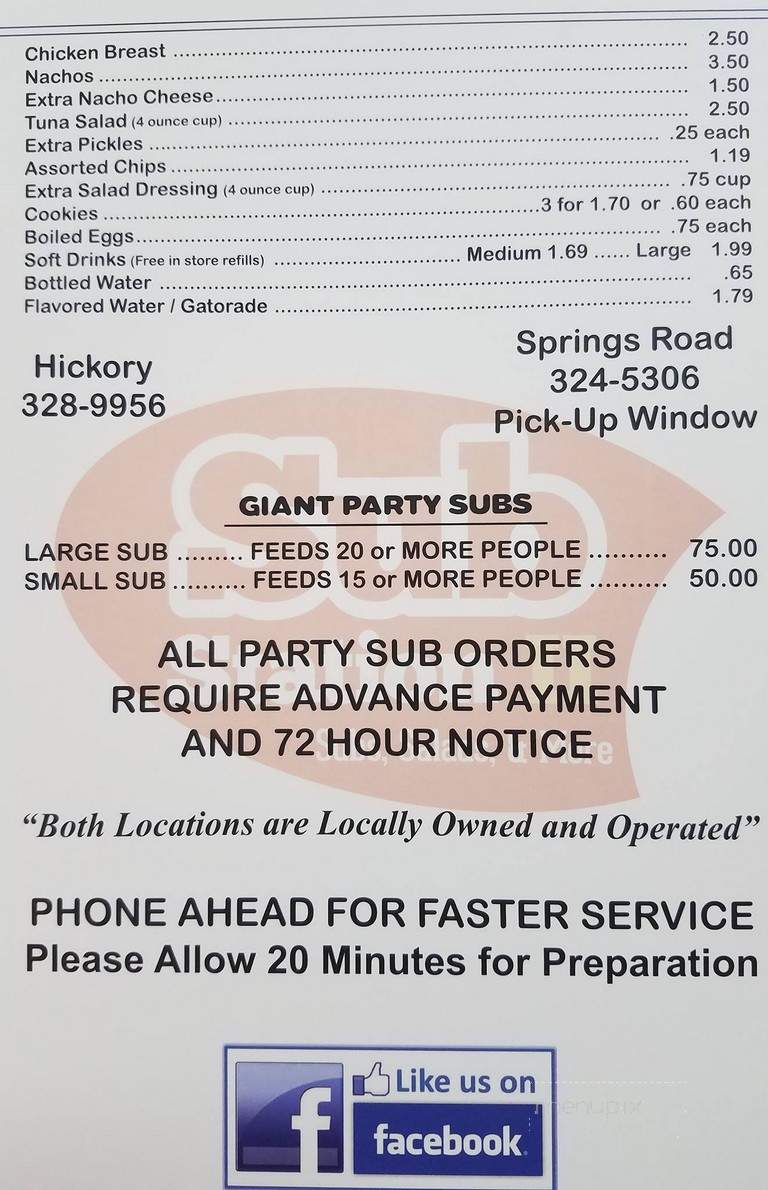 Chicken Breast ........ 2.50
Nachos ........ 3.50
Extra Nacho Cheese ........ 1.50
Tuna Salad (4 ounce cup) ........ 2.50
Extra Pickles ........ .25 each
Assorted Chips ........ 1.19
Extra Salad Dressing (4 ounce cup) ........ .75 cup
Cookies ........ 3 for 1.70 or .60 each
Boiled Eggs ........ .75 each
Soft Drinks (Free in store refills) ........ Medium 1.69 ...... Large 1.99
Bottled Water ........ .65
Flavored Water / Gatorade ........ 1.79
Hickory
328-9956
Springs Road
324-5306
Pick-Up Window
Sub
Station II
Subs, Salads, & More
GIANT PARTY SUBS
LARGE SUB ......... FEEDS 20 or MORE PEOPLE .......... 75.00
SMALL SUB .......... FEEDS 15 or MORE PEOPLE .......... 50.00
ALL PARTY SUB ORDERS
REQUIRE ADVANCE PAYMENT
AND 72 HOUR NOTICE
“Both Locations are Locally Owned and Operated”
PHONE AHEAD FOR FASTER SERVICE
Please Allow 20 Minutes for Preparation
f
Like us on
facebook
menupix